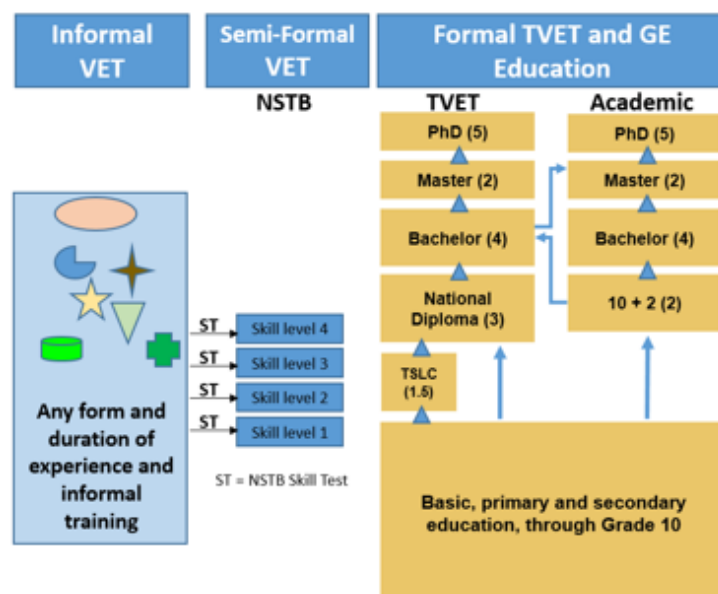 Informal
VET
Semi-Formal
VET
Formal TVET and GE
Education
NSTB
TVET
Academic
PhD (5)
PhD (5)
Master (2)
Master (2)
Bachelor (4)
Bachelor (4)
National
Diploma (3)
10 + 2 (2)
TSLC
(1.5)
ST
Skill level 4
ST
Skill level 3
ST
Skill level 2
ST
Skill level 1
ST = NSTB Skill Test
Any form and
duration of
experience and
informal
training
Basic, primary and secondary
education, through Grade 10